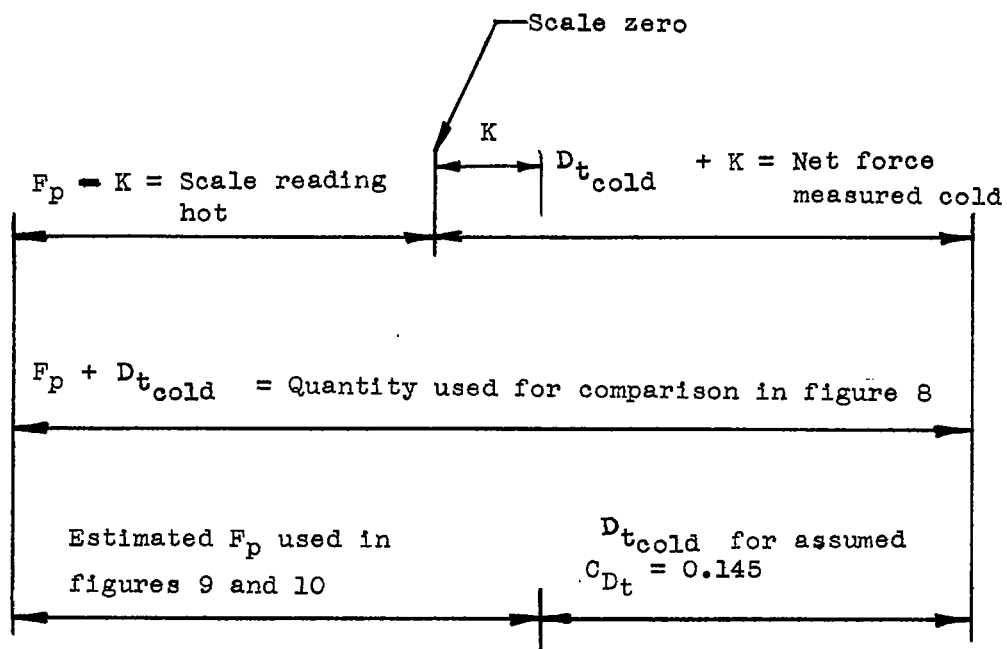 Scale zero
K
F_p - K = Scale reading
hot
D_t_cold + K = Net force
measured cold
F_p + D_t_cold = Quantity used for comparison in figure 8
Estimated F_p used in
figures 9 and 10
D_t_cold for assumed
C_D_t = 0.145